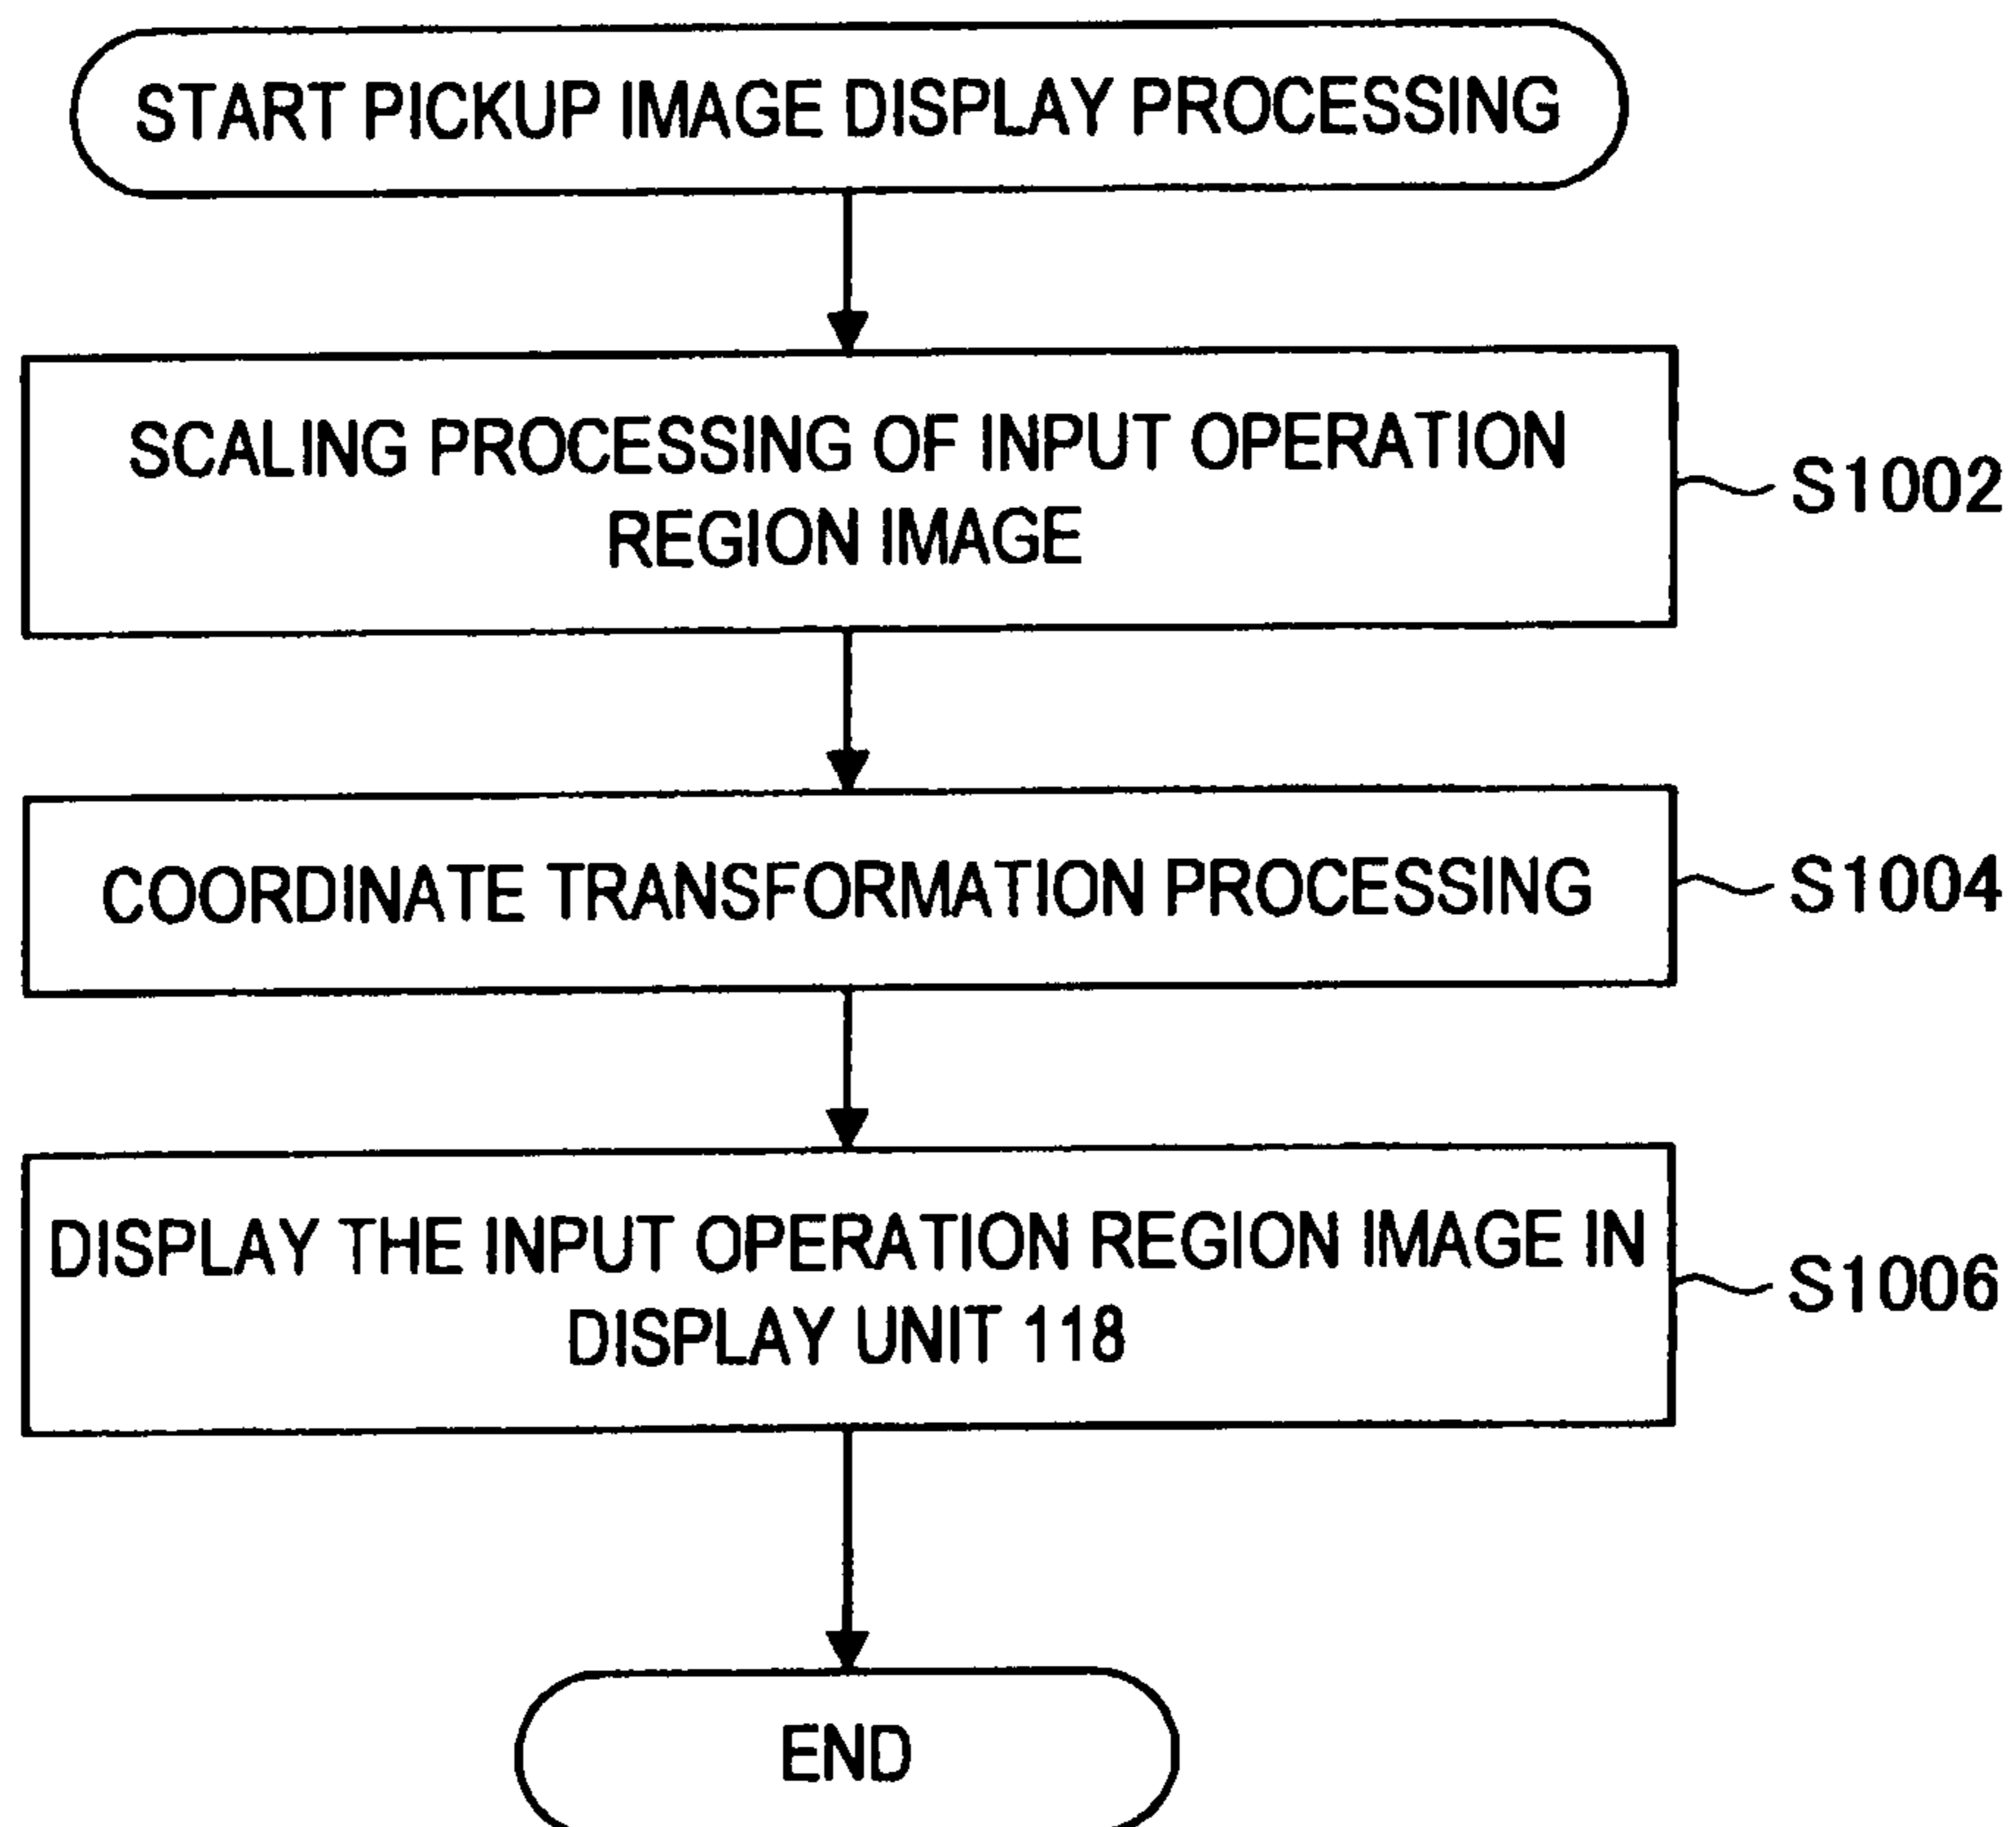 START PICKUP IMAGE DISPLAY PROCESSING
SCALING PROCESSING OF INPUT OPERATION
REGION IMAGE
S1002
COORDINATE TRANSFORMATION PROCESSING
S1004
DISPLAY THE INPUT OPERATION REGION IMAGE IN
DISPLAY UNIT 118
S1006
END